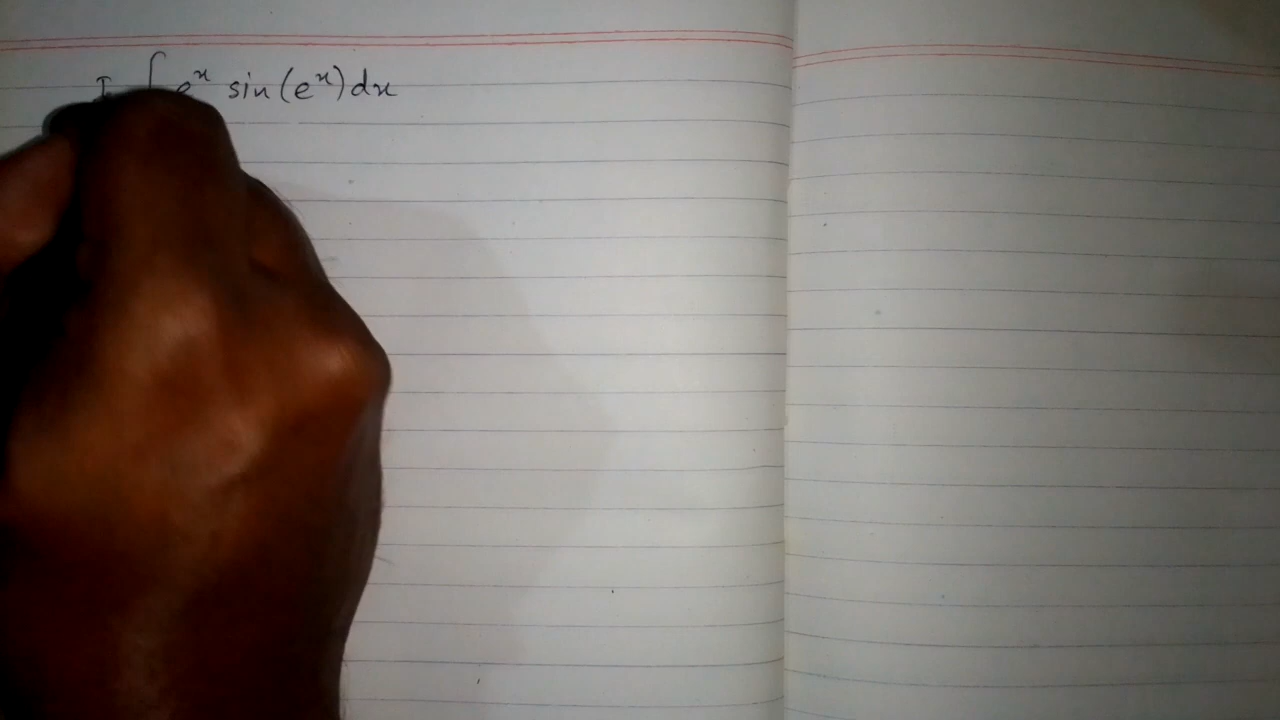 I ∫ e^x sin(e^x)dx